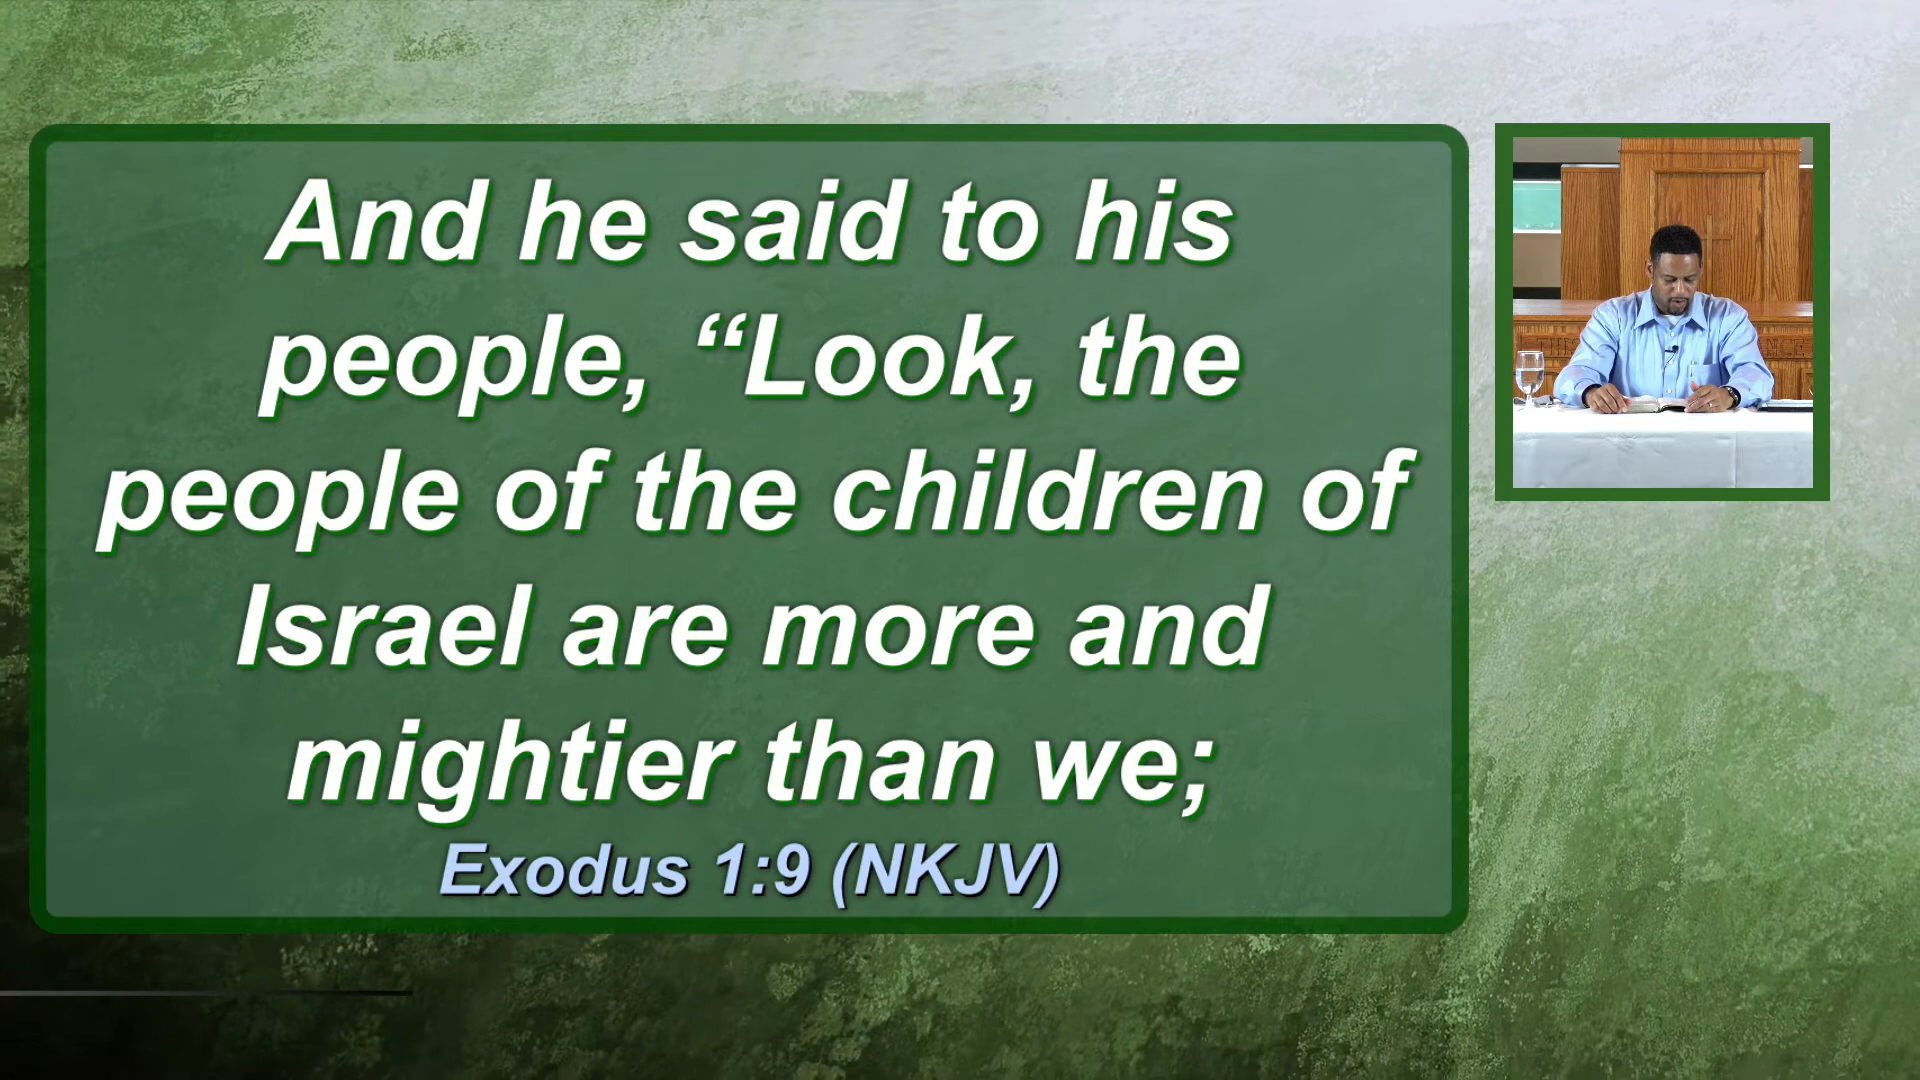 And he said to his
people, “Look, the
people of the children of
Israel are more and
mightier than we;
Exodus 1:9 (NKJV)